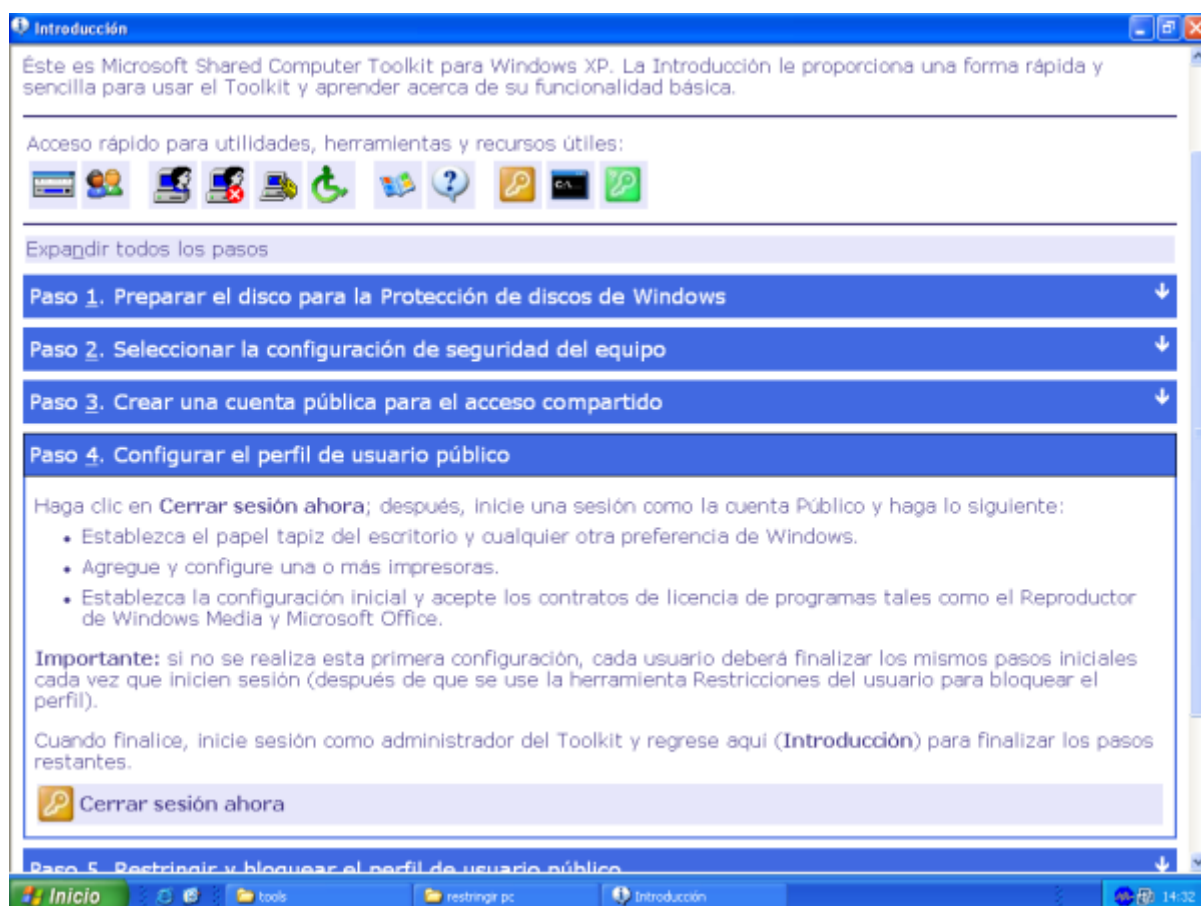 Introducción
Éste es Microsoft Shared Computer Toolkit para Windows XP. La Introducción le proporciona una forma rápida y
sencilla para usar el Toolkit y aprender acerca de su funcionalidad básica.
Acceso rápido para utilidades, herramientas y recursos útiles:
C:\
Expandir todos los pasos
Paso 1. Preparar el disco para la Protección de discos de Windows
Paso 2. Seleccionar la configuración de seguridad del equipo
Paso 3. Crear una cuenta pública para el acceso compartido
Paso 4. Configurar el perfil de usuario público
Haga clic en Cerrar sesión ahora; después, inicie una sesión como la cuenta Público y haga lo siguiente:
• Establezca el papel tapiz del escritorio y cualquier otra preferencia de Windows.
• Agregue y configure una o más impresoras.
• Establezca la configuración inicial y acepte los contratos de licencia de programas tales como el Reproductor
de Windows Media y Microsoft Office.
Importante: si no se realiza esta primera configuración, cada usuario deberá finalizar los mismos pasos iniciales
cada vez que inicien sesión (después de que se use la herramienta Restricciones del usuario para bloquear el
perfil).
Cuando finalice, inicie sesión como administrador del Toolkit y regrese aquí (Introducción) para finalizar los pasos
restantes.
Cerrar sesión ahora
Paso 5. Restringir y bloquear el perfil de usuario público
Inicio tools restringir pc Introducción 14:32